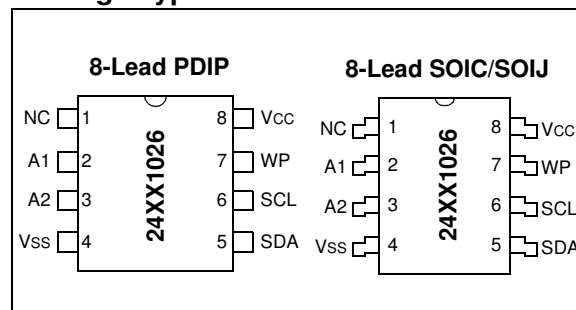 8-Lead PDIP
NC 1 8 VCC
A1 2 7 WP
A2 3 6 SCL
VSS 4 5 SDA
24XX1026
8-Lead SOIC/SOIJ
NC 1 8 VCC
A1 2 7 WP
A2 3 6 SCL
VSS 4 5 SDA
24XX1026